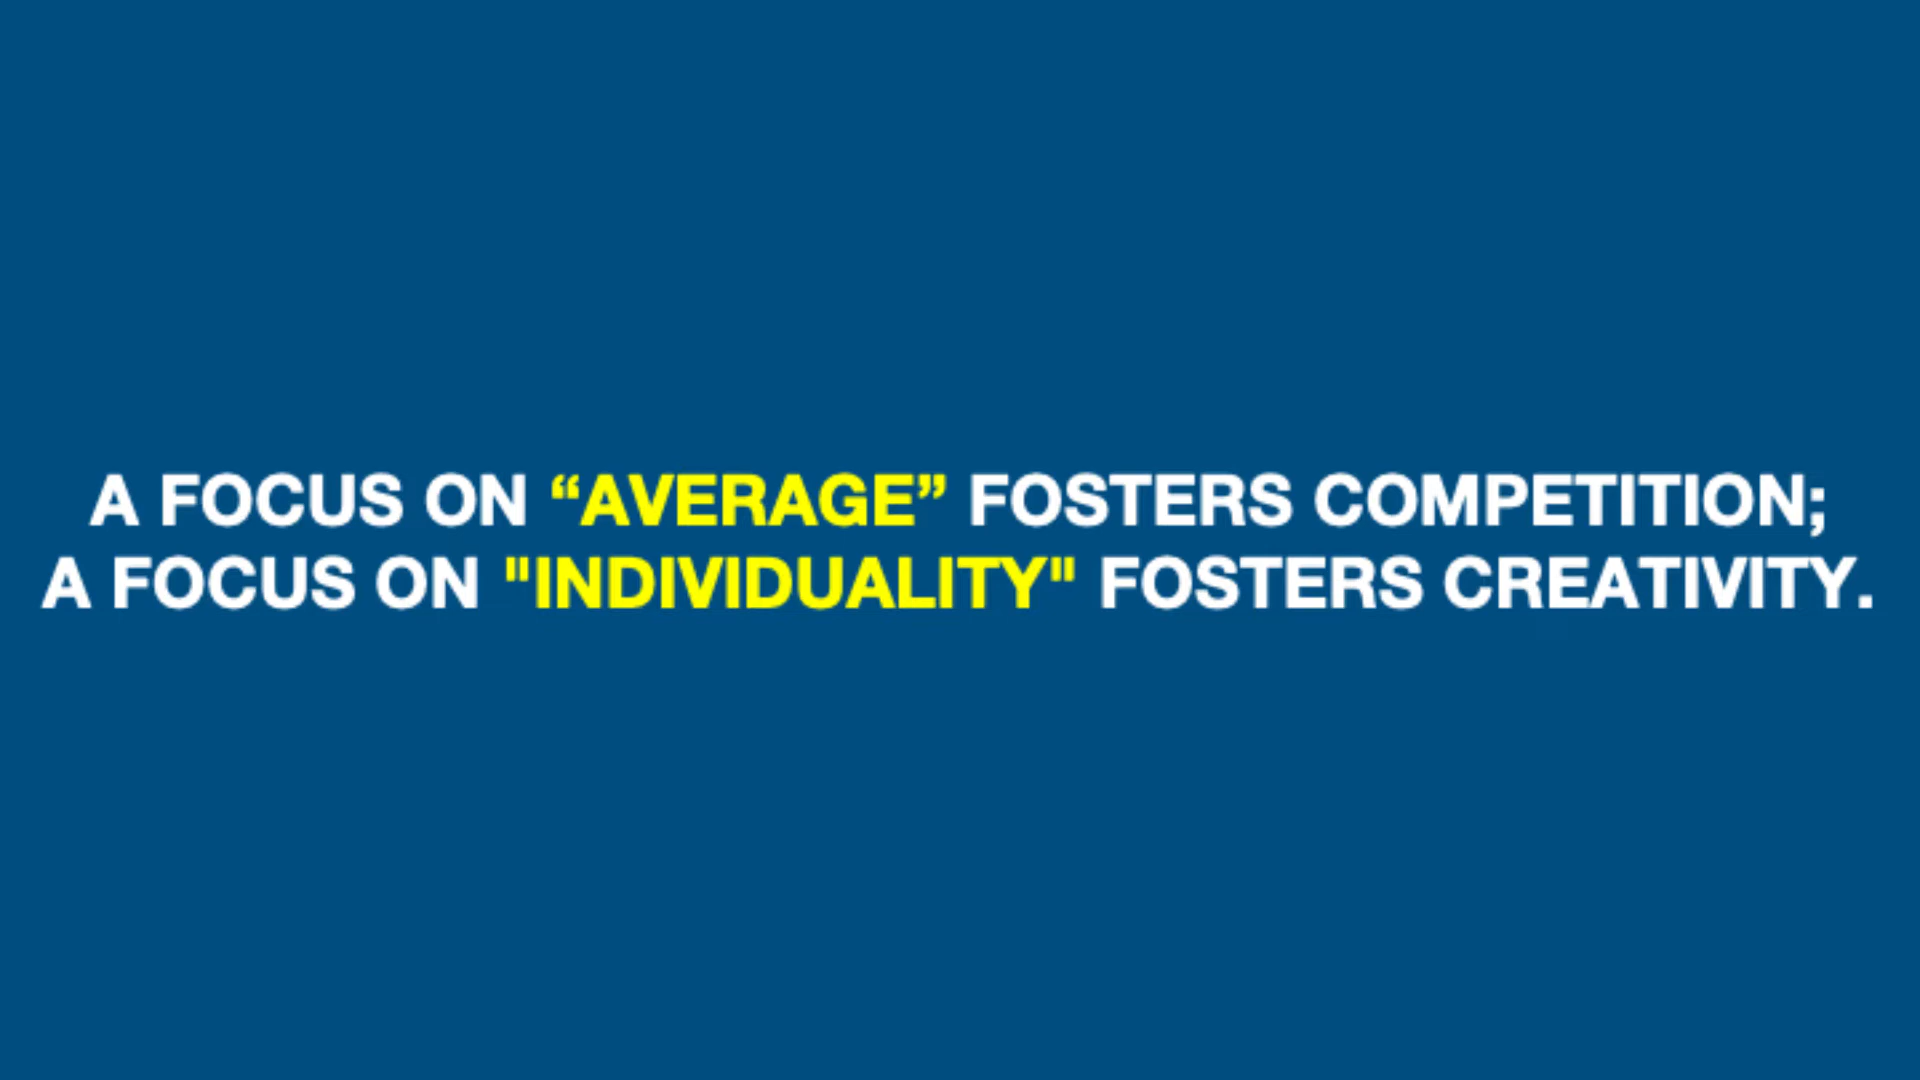 A FOCUS ON “AVERAGE” FOSTERS COMPETITION;
A FOCUS ON "INDIVIDUALITY" FOSTERS CREATIVITY.